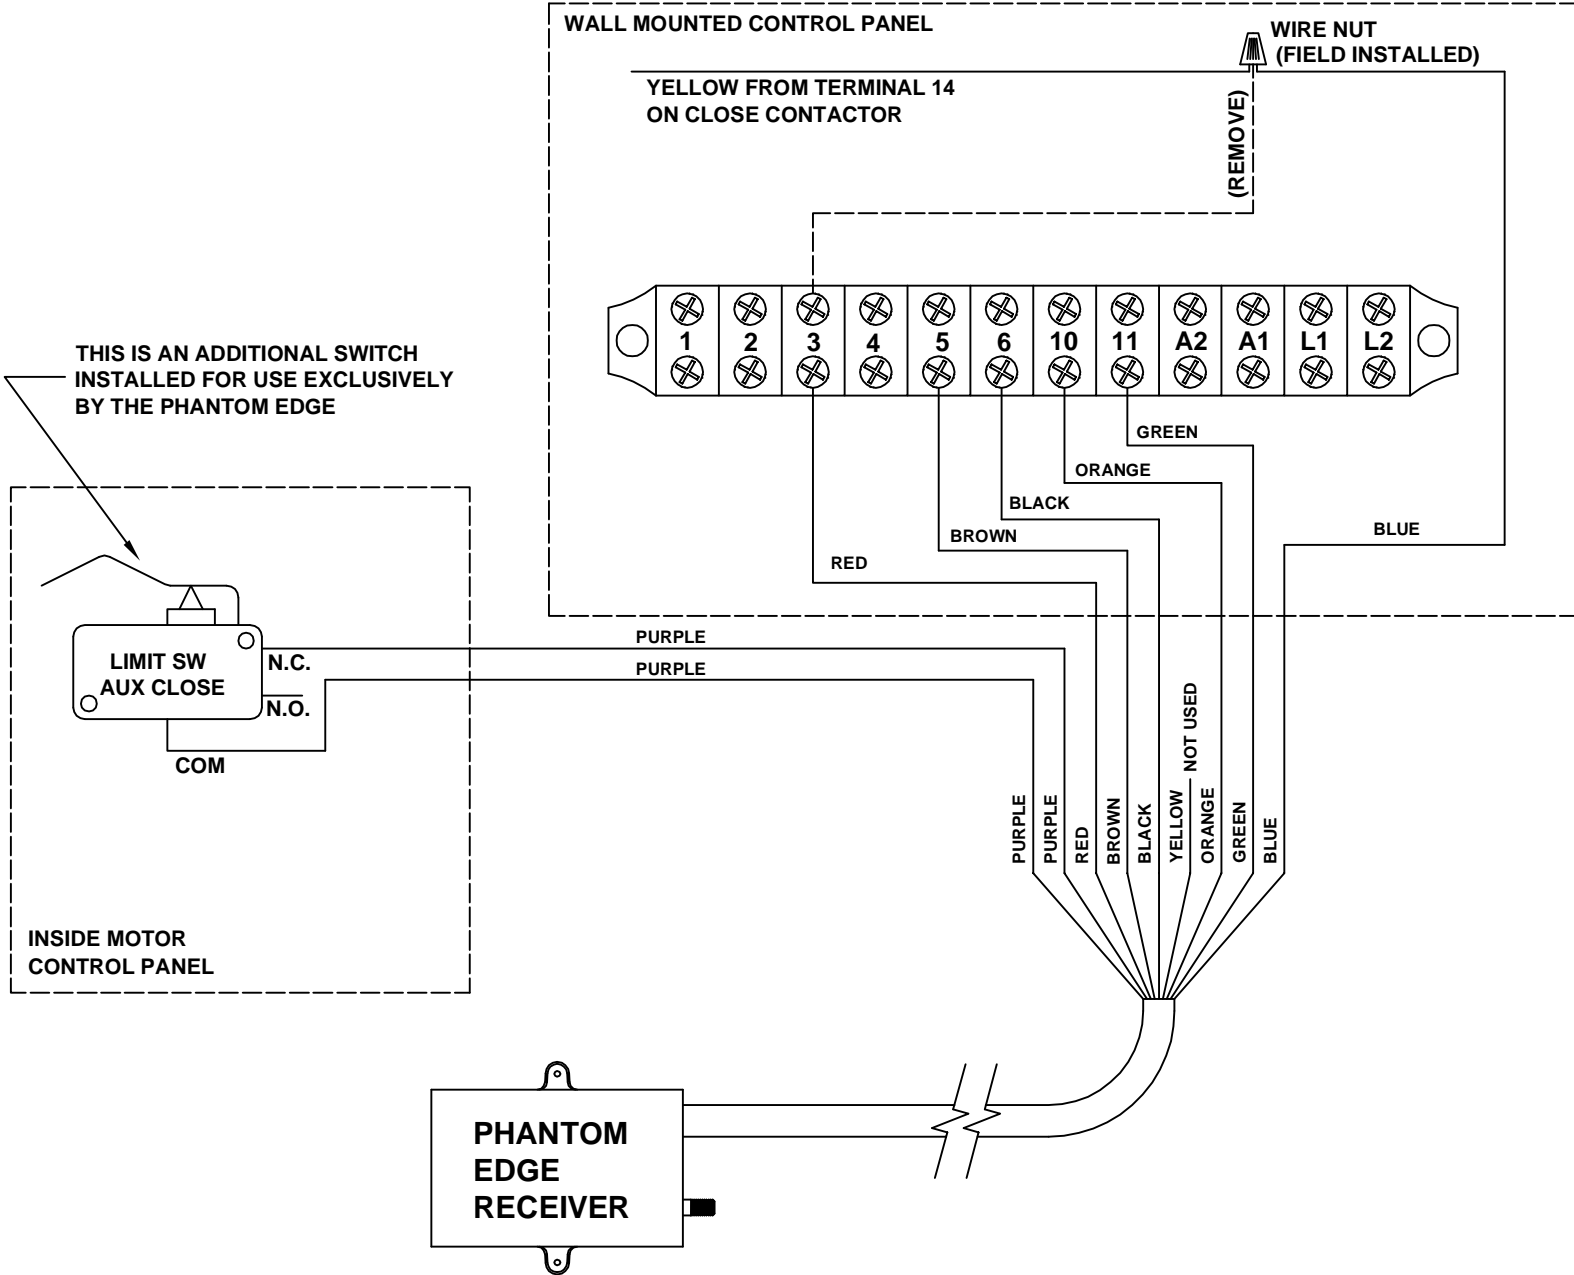 WALL MOUNTED CONTROL PANEL
WIRE NUT
(FIELD INSTALLED)
YELLOW FROM TERMINAL 14
ON CLOSE CONTACTOR
(REMOVE)
1 2 3 4 5 6 10 11 A2 A1 L1 L2
THIS IS AN ADDITIONAL SWITCH
INSTALLED FOR USE EXCLUSIVELY
BY THE PHANTOM EDGE
GREEN
ORANGE
BLACK
BROWN
BLUE
RED
PURPLE
PURPLE
LIMIT SW
AUX CLOSE
N.C.
N.O.
COM
NOT USED
PURPLE
PURPLE
RED
BROWN
BLACK
YELLOW
ORANGE
GREEN
BLUE
INSIDE MOTOR
CONTROL PANEL
PHANTOM
EDGE
RECEIVER